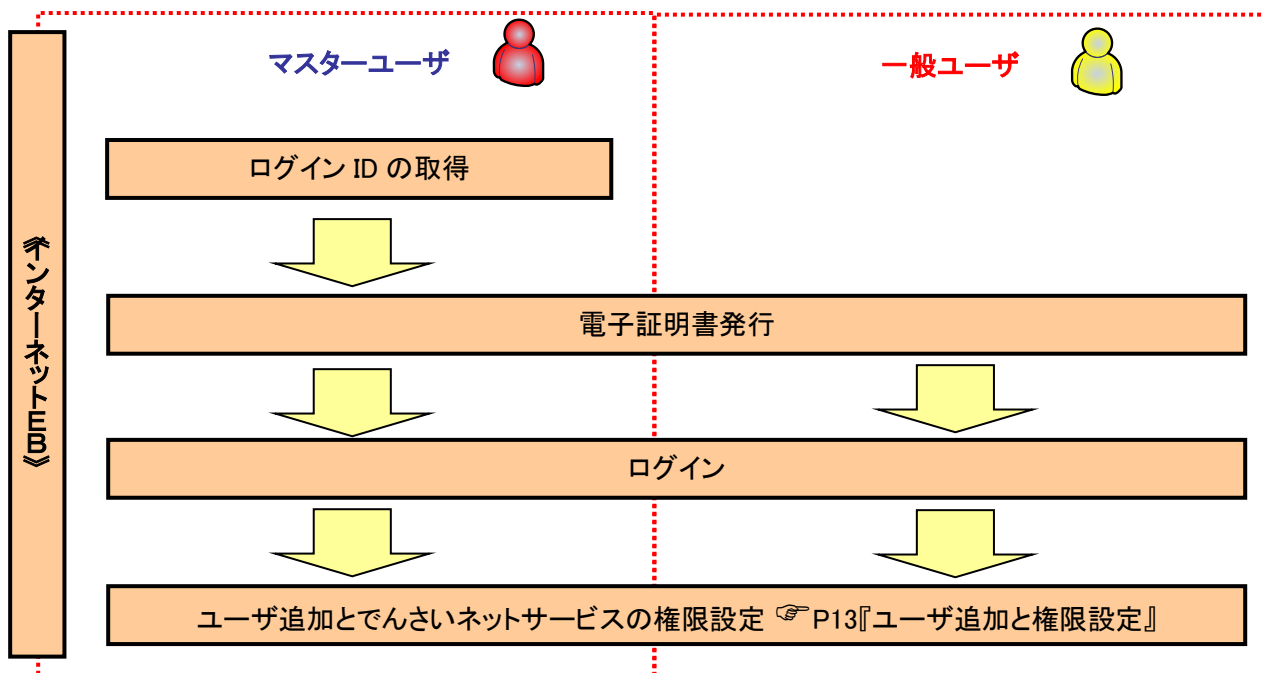 マスターユーザ
一般ユーザ
《インターネットEB》
ログイン ID の取得
電子証明書発行
ログイン
ユーザ追加とでんさいネットサービスの権限設定 ☞ P13『ユーザ追加と権限設定』